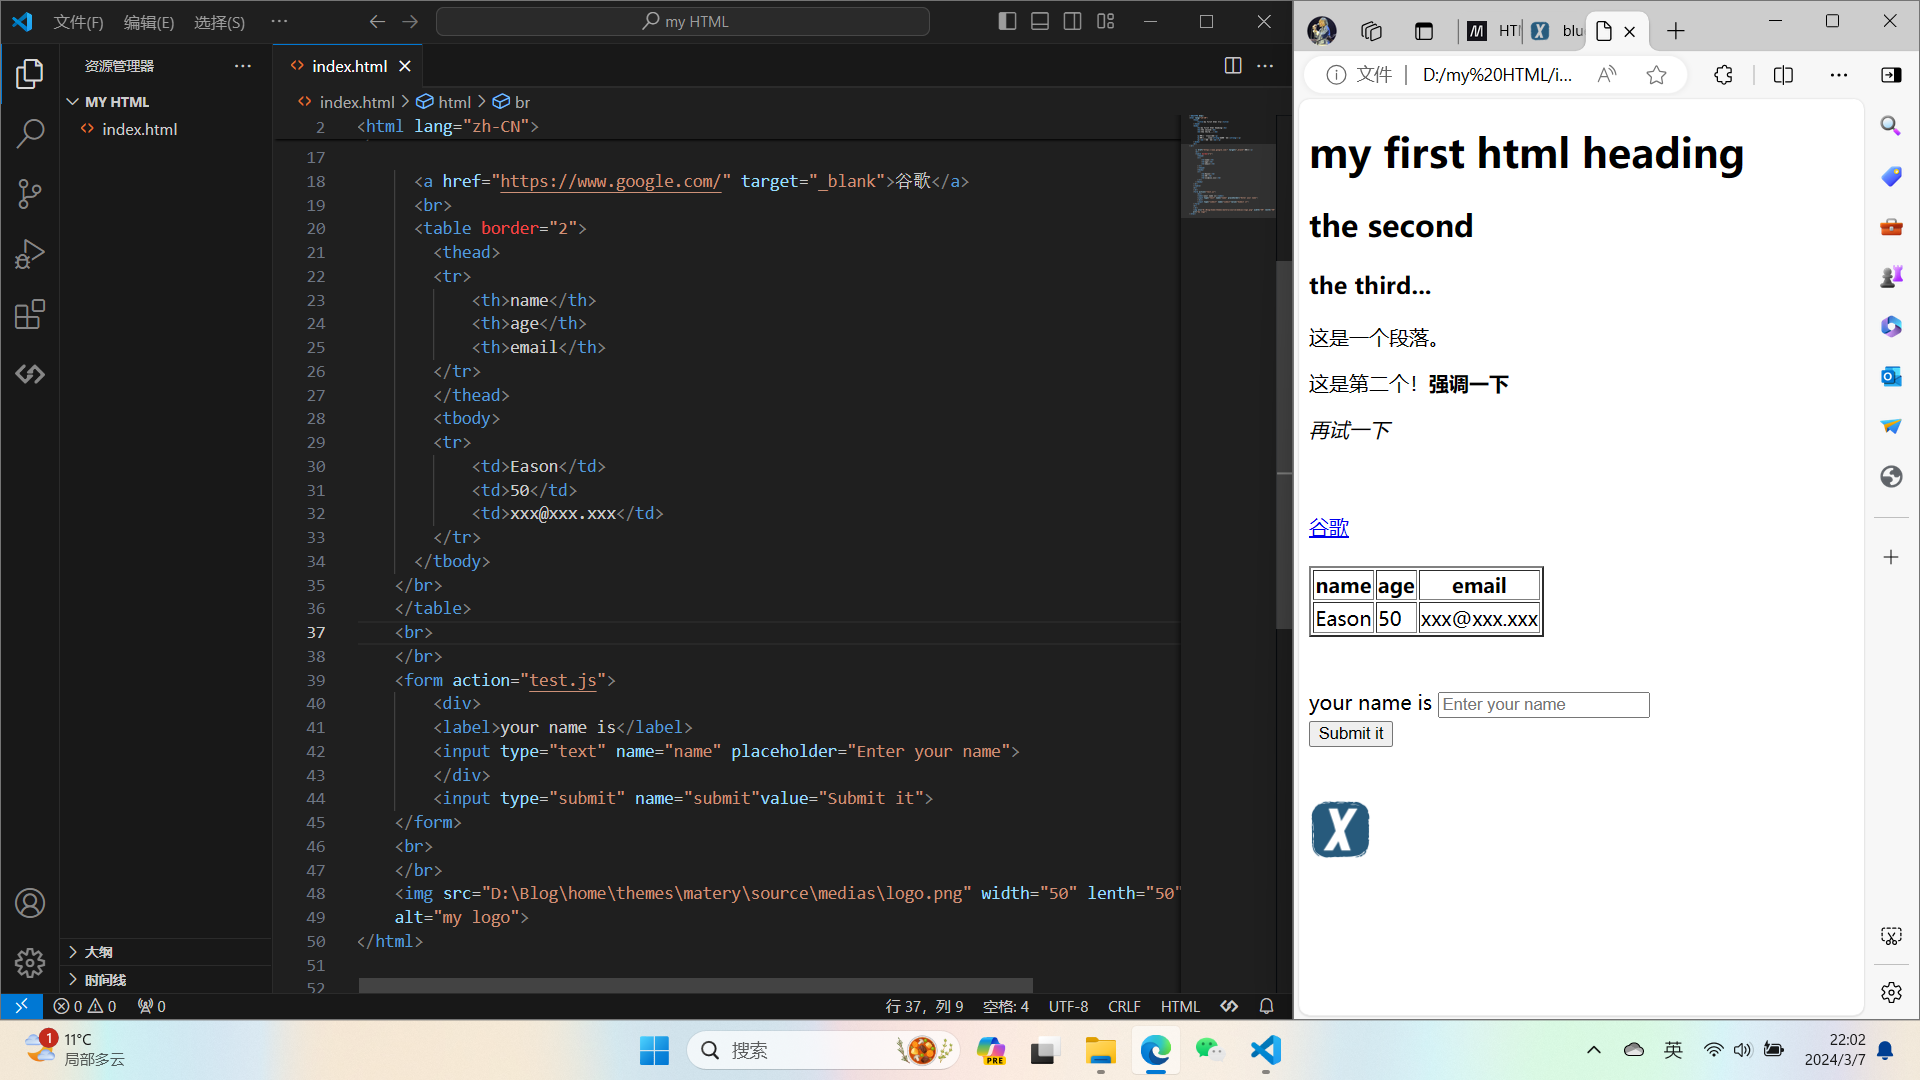 文件(F) 编辑(E) 选择(S) ··· my HTML
资源管理器
MY HTML
index.html
大纲
时间线
index.html
index.html > html > br
2 <html lang="zh-CN">
17
18 <a href="https://www.google.com/" target="_blank">谷歌</a>
19 <br>
20 <table border="2">
21 <thead>
22 <tr>
23 <th>name</th>
24 <th>age</th>
25 <th>email</th>
26 </tr>
27 </thead>
28 <tbody>
29 <tr>
30 <td>Eason</td>
31 <td>50</td>
32 <td>xxx@xxx.xxx</td>
33 </tr>
34 </tbody>
35 </br>
36 </table>
37 <br>
38 </br>
39 <form action="test.js">
40 <div>
41 <label>your name is</label>
42 <input type="text" name="name" placeholder="Enter your name">
43 </div>
44 <input type="submit" name="submit"value="Submit it">
45 </form>
46 <br>
47 </br>
48 <img src="D:\Blog\home\themes\matery\source\medias\logo.png" width="50" lenth="50"
49 alt="my logo">
50 </html>
51
52
0 0 0
行 37，列 9 空格: 4 UTF-8 CRLF HTML
HT
blu
文件 D:/my%20HTML/i...
my first html heading
the second
the third...
这是一个段落。
这是第二个！强调一下
再试一下
谷歌
name age email
Eason 50 xxx@xxx.xxx
your name is Enter your name
Submit it
X
1
11°C
局部多云
搜索
PRE
英
22:02
2024/3/7